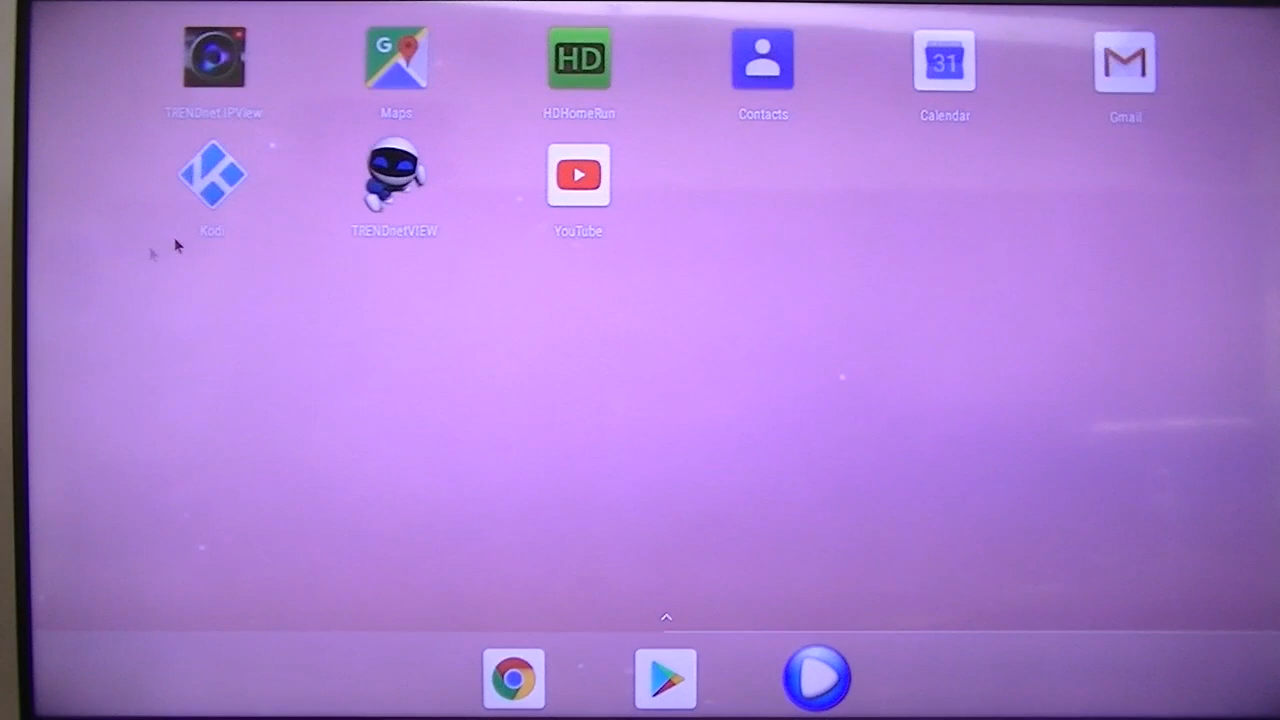 TRENDnet IPView
Maps
HDHomeRun
Contacts
Calendar
Gmail
G
HD
31
Kodi
TRENDnetVIEW
YouTube